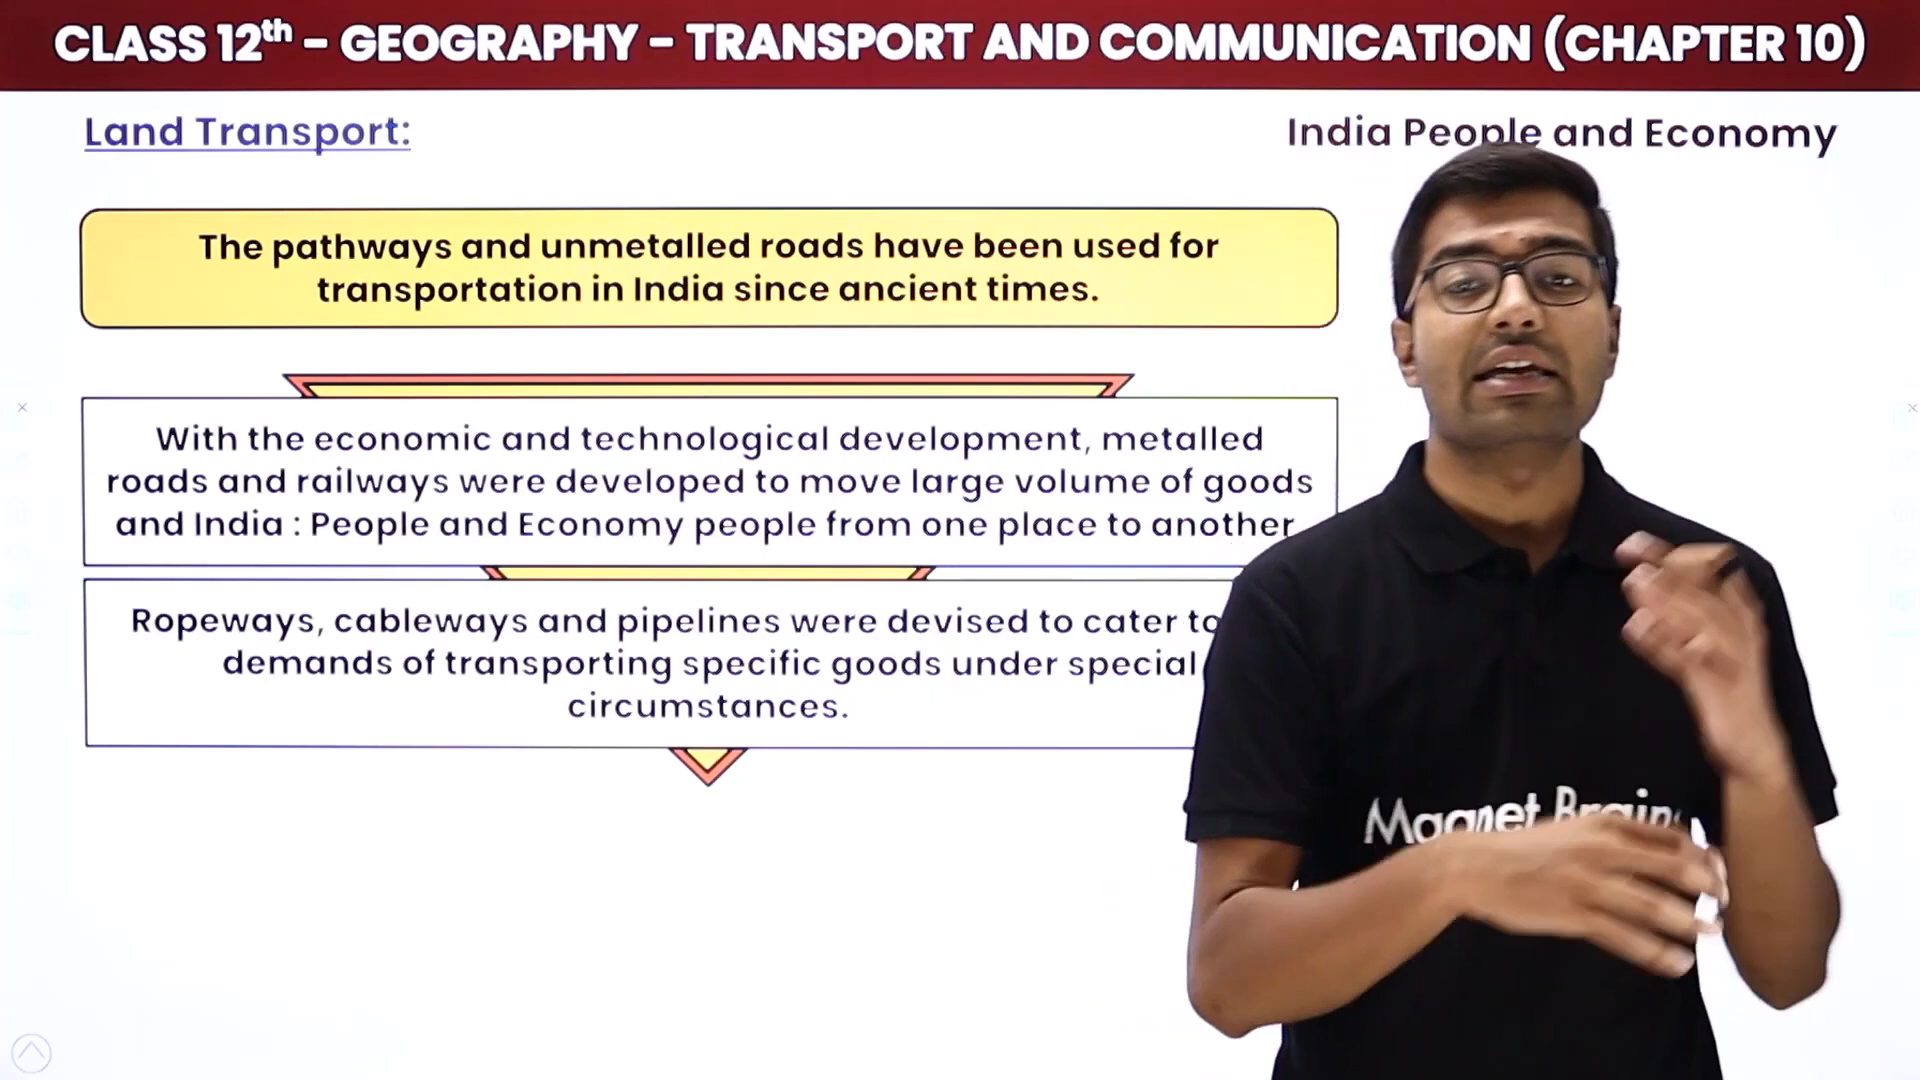 CLASS 12th - GEOGRAPHY - TRANSPORT AND COMMUNICATION (CHAPTER 10)
Land Transport:
India People and Economy
The pathways and unmetalled roads have been used for
transportation in India since ancient times.
With the economic and technological development, metalled
roads and railways were developed to move large volume of goods
and India : People and Economy people from one place to another
Ropeways, cableways and pipelines were devised to cater to
demands of transporting specific goods under special
circumstances.
Magnet Brains